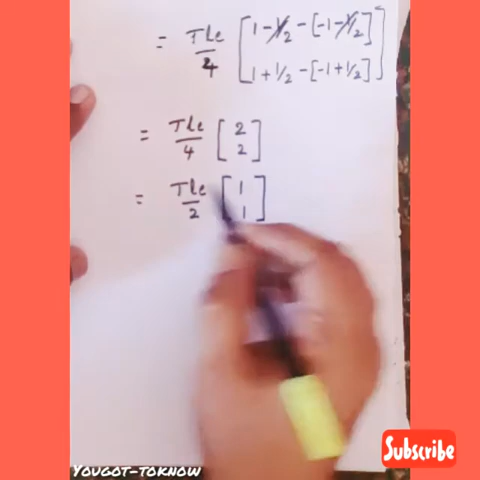 = Tle/4 [1-1/2-[-1-1/2]
1+1/2-[-1+1/2]]
= Tle/4 [2
2]
= Tle/2 [1
1]
Subscribe
YOUGOT-TOKNOW